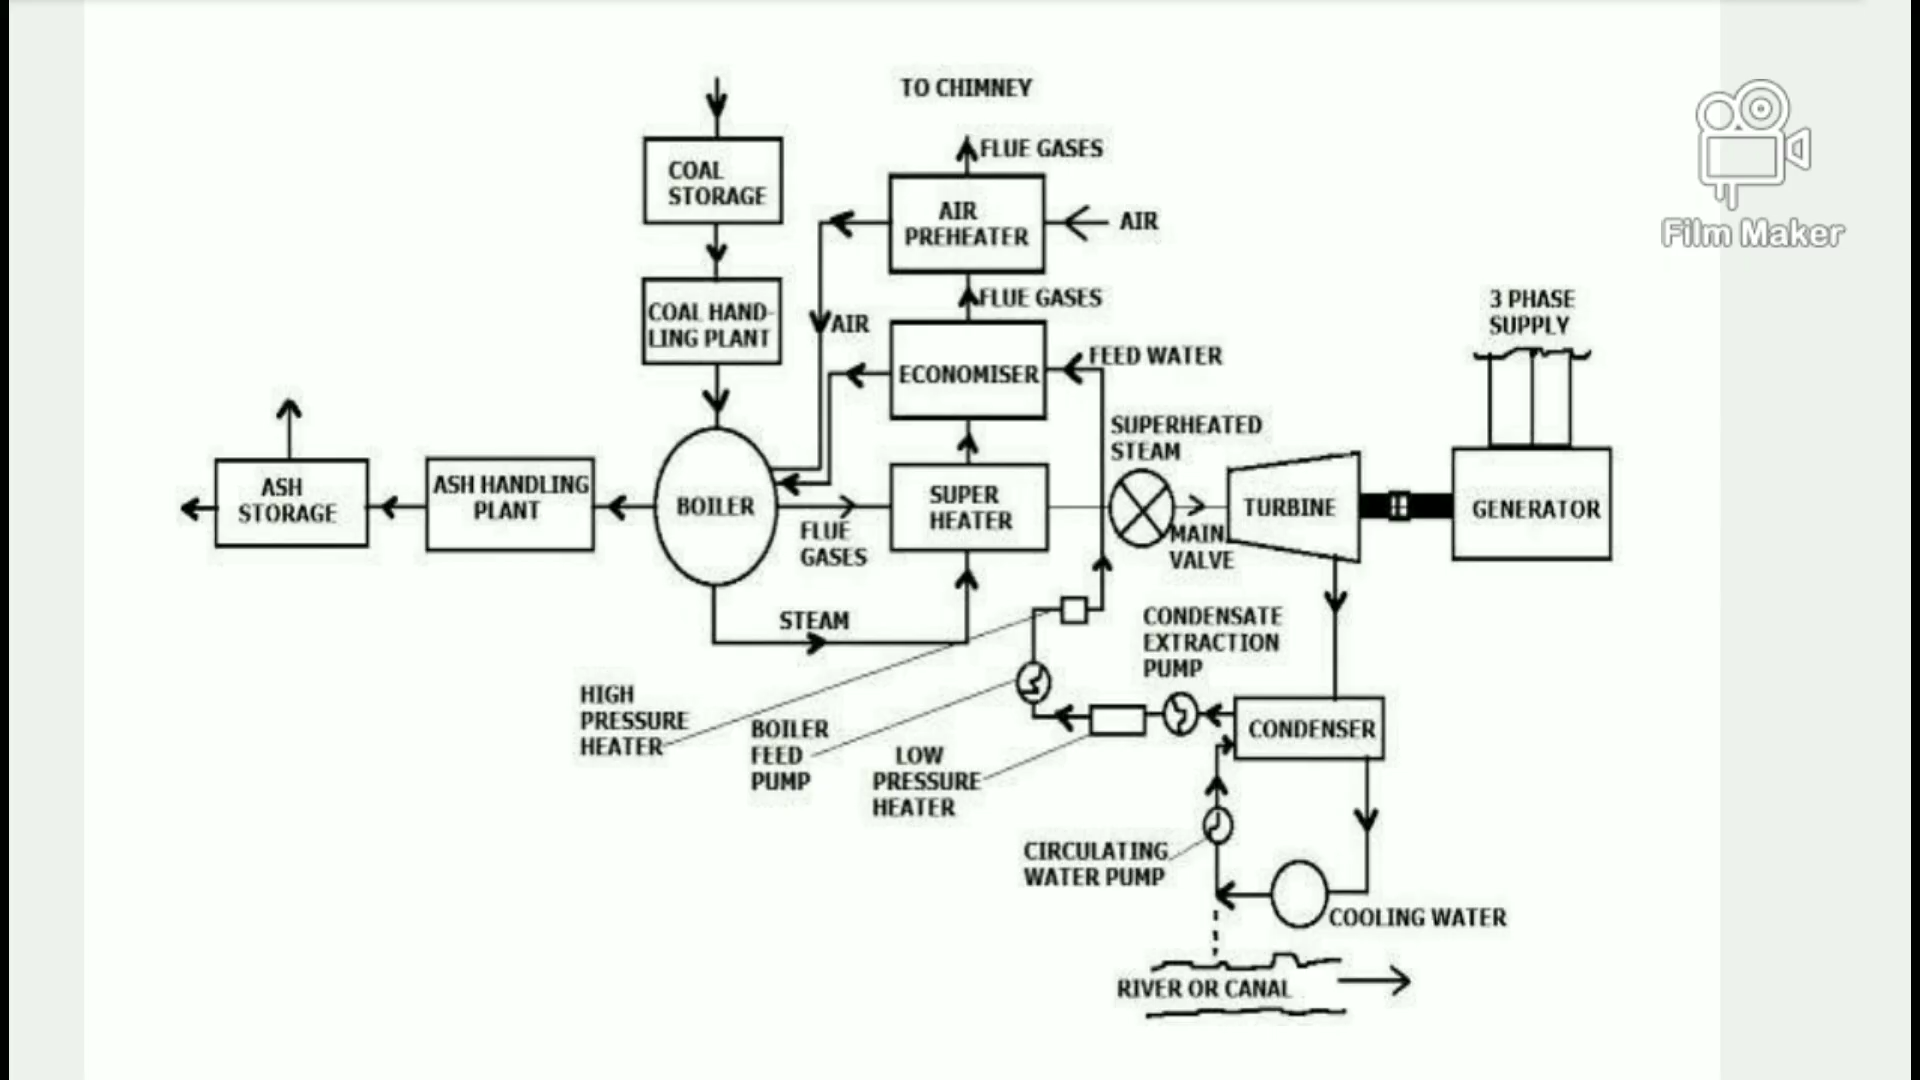 TO CHIMNEY
FLUE GASES
COAL
STORAGE
AIR
PREHEATER
AIR
Film Maker
FLUE GASES
3 PHASE
SUPPLY
COAL HAND-
LING PLANT
AIR
ECONOMISER
FEED WATER
SUPERHEATED
STEAM
ASH
STORAGE
ASH HANDLING
PLANT
BOILER
FLUE
GASES
SUPER
HEATER
MAIN
VALVE
TURBINE
GENERATOR
STEAM
CONDENSATE
EXTRACTION
PUMP
HIGH
PRESSURE
HEATER
BOILER
FEED
PUMP
LOW
PRESSURE
HEATER
CONDENSER
CIRCULATING
WATER PUMP
COOLING WATER
RIVER OR CANAL